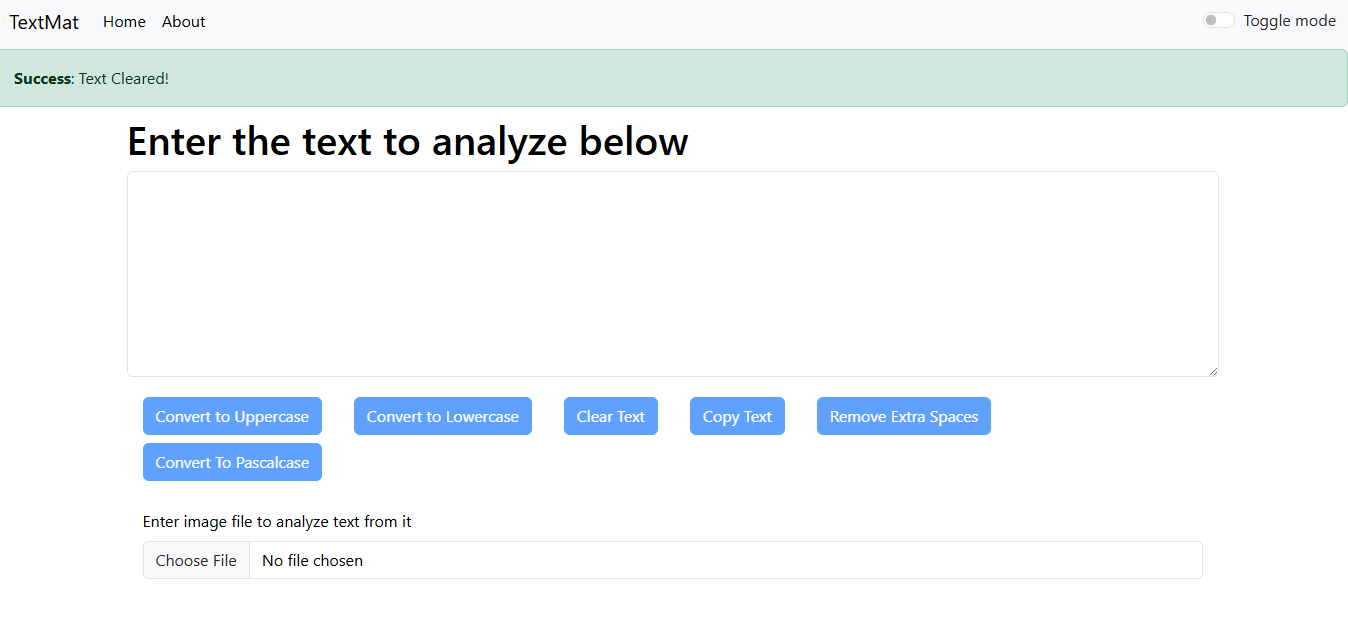 TextMat Home About Toggle mode
Success: Text Cleared!
Enter the text to analyze below
Convert to Uppercase Convert to Lowercase Clear Text Copy Text Remove Extra Spaces
Convert To Pascalcase
Enter image file to analyze text from it
Choose File No file chosen